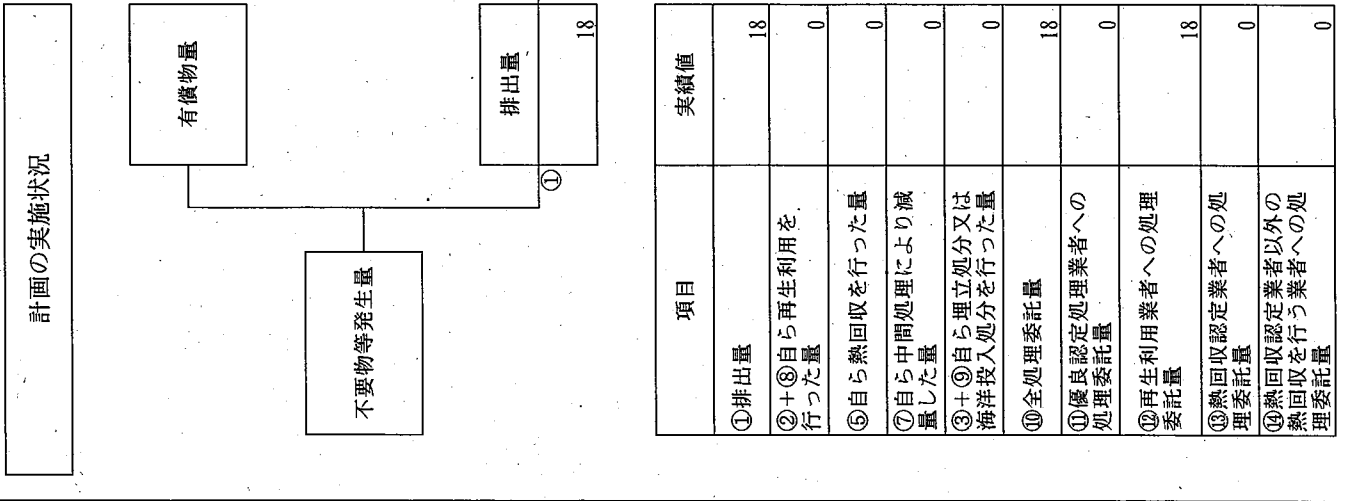 計画の実施状況
有償物量
不要物等発生量
①
排出量
18
項目 実績値
①排出量 18
②+⑧自ら再生利用を
行った量 0
⑤自ら熱回収を行った量 0
⑦自ら中間処理により減
量した量 0
③+⑨自ら埋立処分又は
海洋投入処分を行った量 0
⑩全処理委託量 18
⑪優良認定処理業者への
処理委託量 0
⑫再生利用業者への処理
委託量 18
⑬熱回収認定業者への処
理委託量 0
⑭熱回収認定業者以外の
熱回収を行う業者への処
理委託量 0